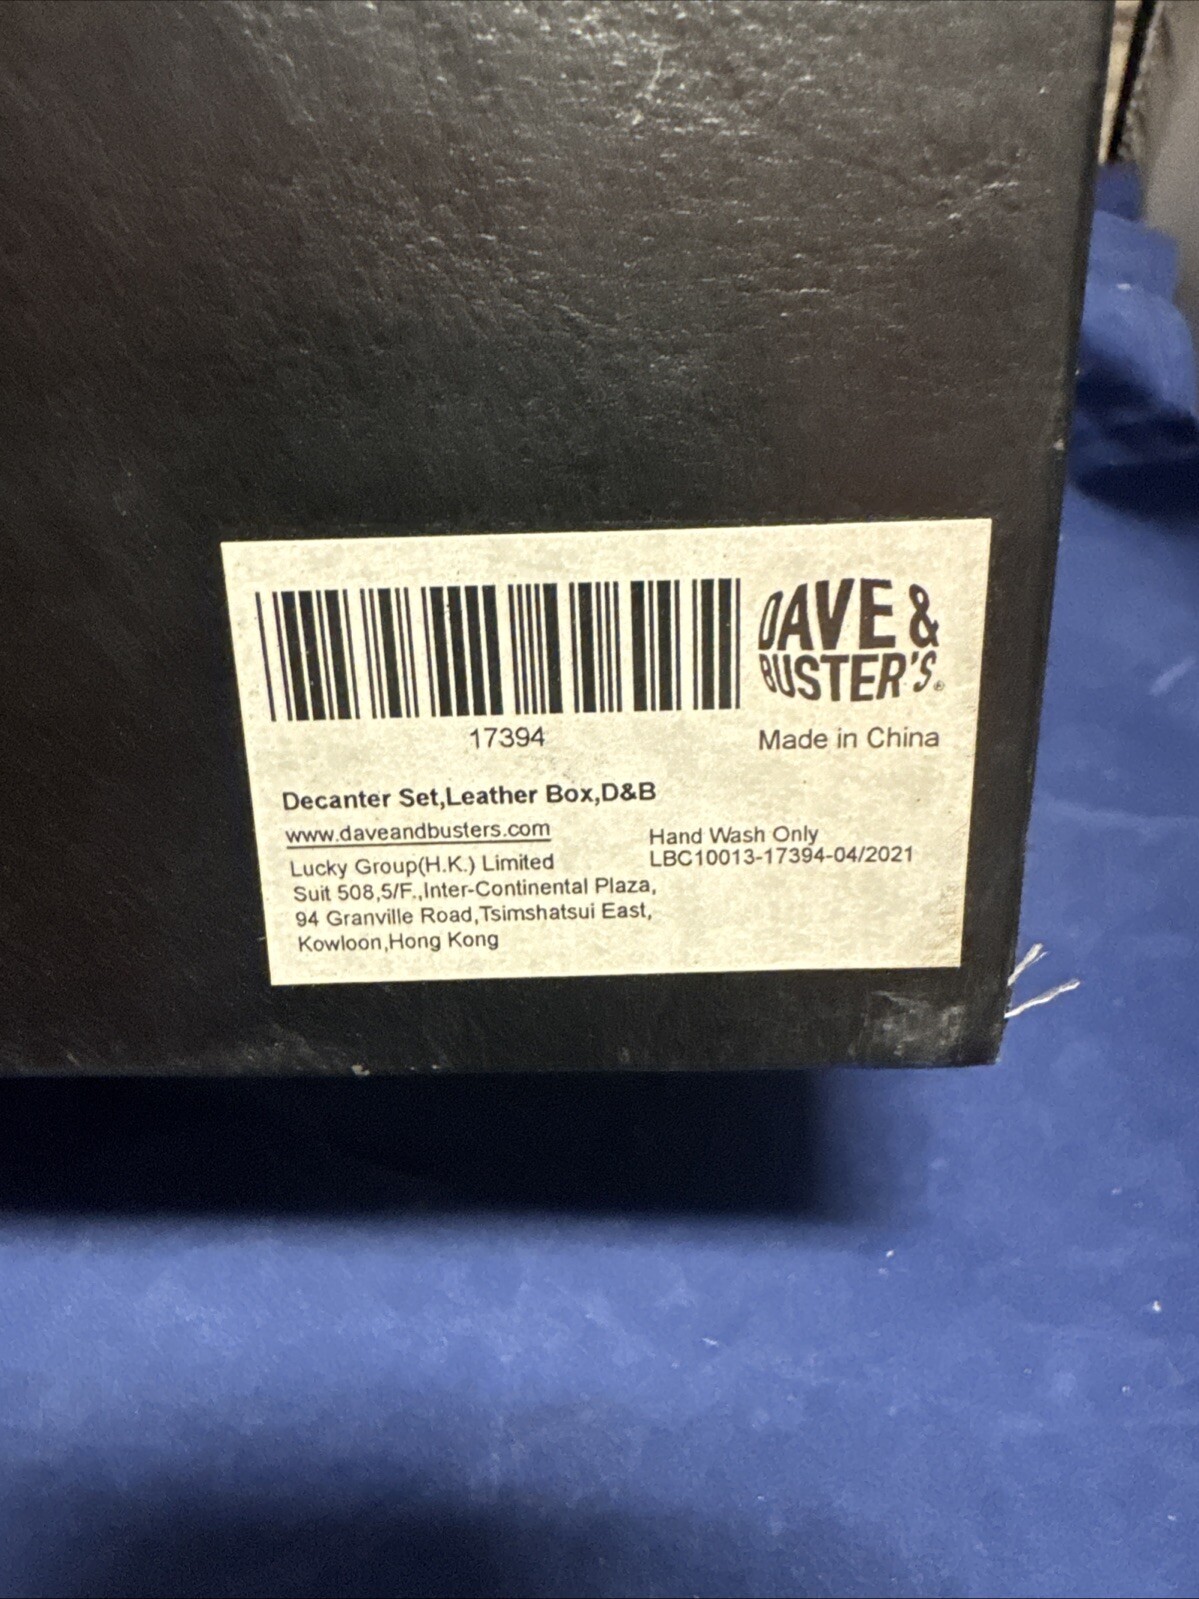 DAVE &
BUSTER'S®
17394
Made in China
Decanter Set,Leather Box,D&B
www.daveandbusters.com
Lucky Group(H.K.) Limited
Suit 508,5/F.,Inter-Continental Plaza,
94 Granville Road,Tsimshatsui East,
Kowloon,Hong Kong
Hand Wash Only
LBC10013-17394-04/2021